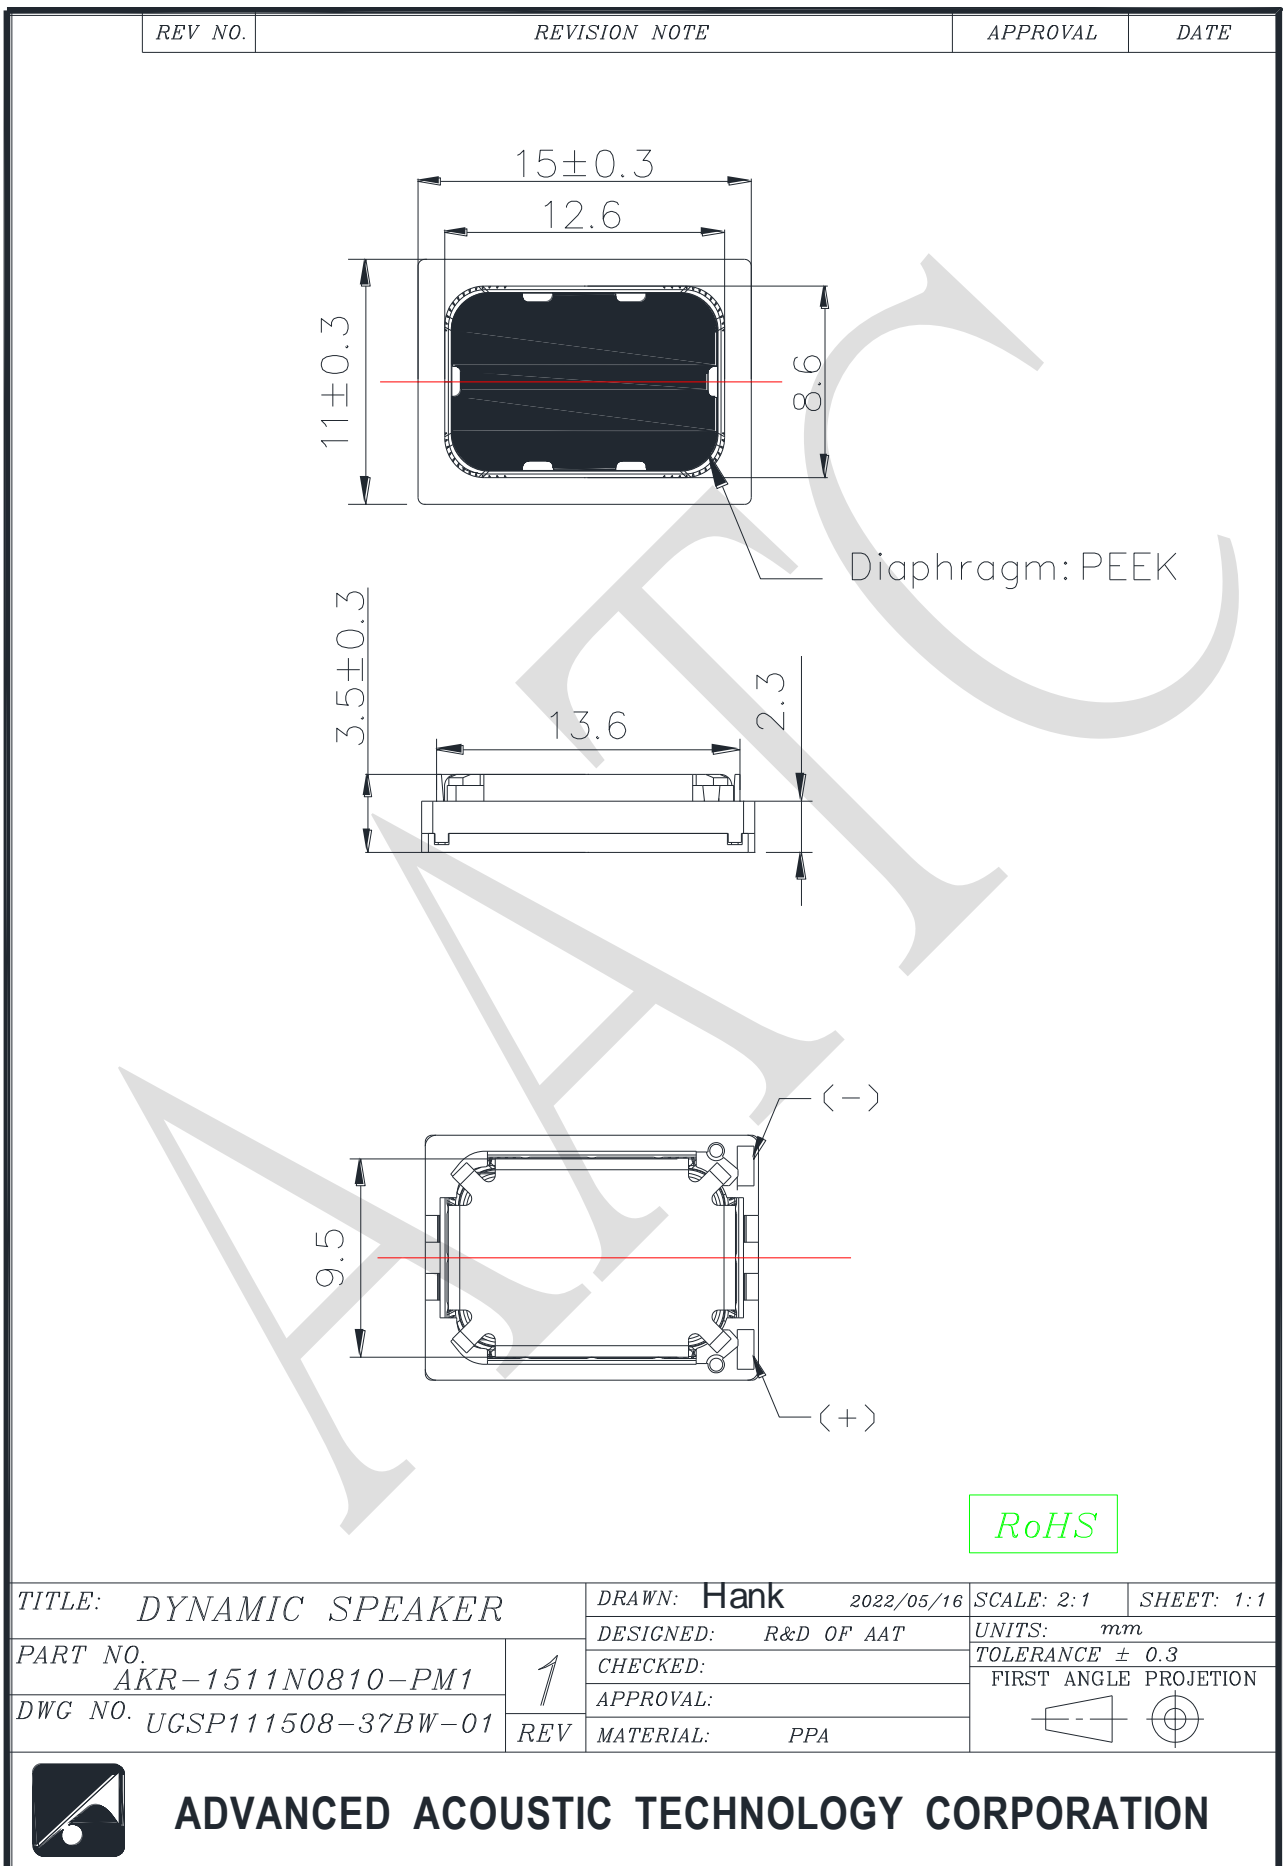 REV NO. REVISION NOTE APPROVAL DATE
15±0.3
12.6
11±0.3
8.6
Diaphragm: PEEK
3.5±0.3
13.6
2.3
(-)
9.5
(+)
AATC
RoHS
TITLE: DYNAMIC SPEAKER
PART NO.
AKR-1511N0810-PM1
DWG NO. UGSP111508-37BW-01
1
REV
DRAWN: Hank 2022/05/16
DESIGNED: R&D OF AAT
CHECKED:
APPROVAL:
MATERIAL: PPA
SCALE: 2:1 SHEET: 1:1
UNITS: mm
TOLERANCE ± 0.3
FIRST ANGLE PROJETION
ADVANCED ACOUSTIC TECHNOLOGY CORPORATION